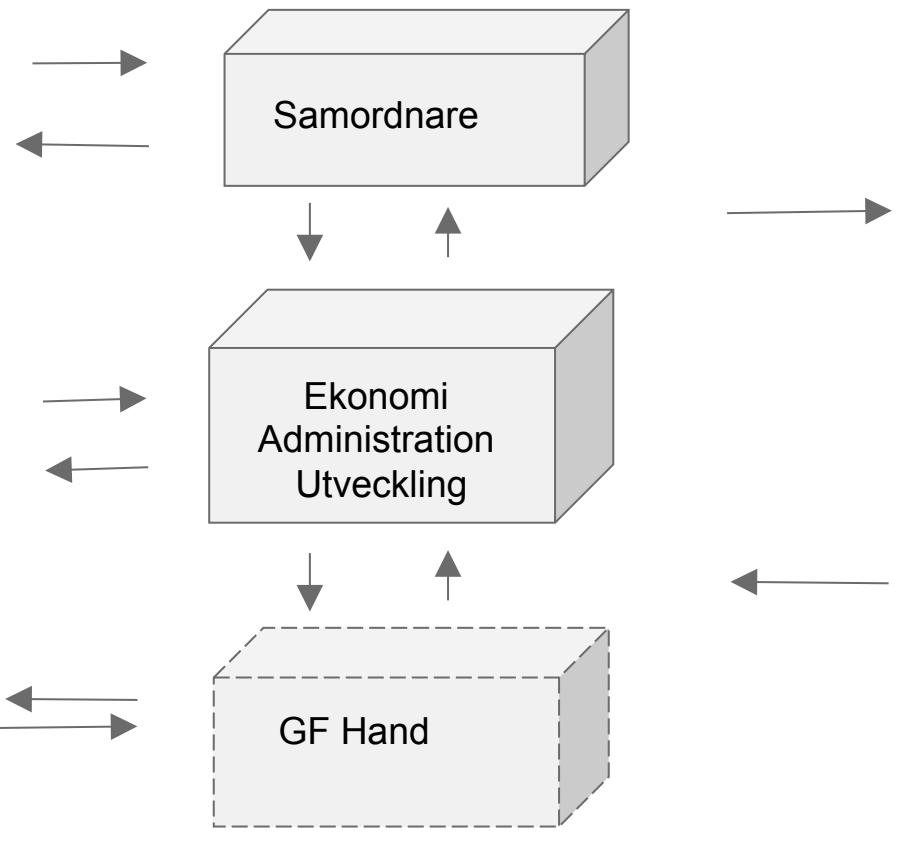 Samordnare
Ekonomi
Administration
Utveckling
GF Hand